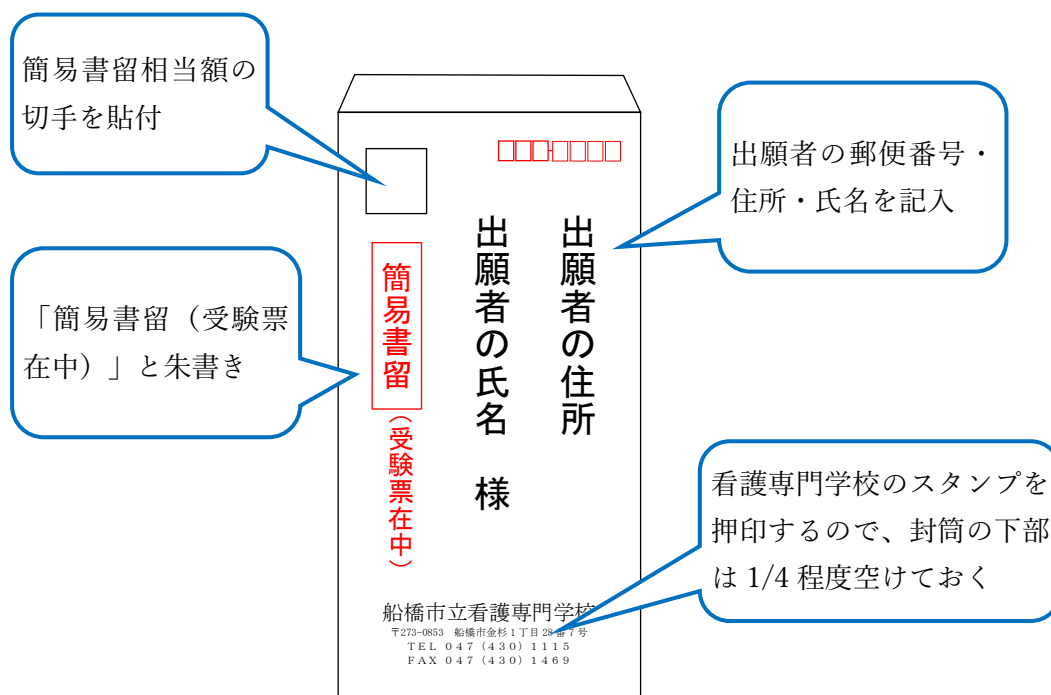 簡易書留相当額の
切手を貼付
出願者の郵便番号・
住所・氏名を記入
「簡易書留（受験票
在中）」と朱書き
出願者の住所
出願者の氏名　様
簡易書留
（受験票在中）
看護専門学校のスタンプを
押印するので、封筒の下部
は 1/4 程度空けておく
船橋市立看護専門学校
〒273-0853　船橋市金杉１丁目28番７号
TEL ０４７（４３０）１１１５
FAX ０４７（４３０）１４６９